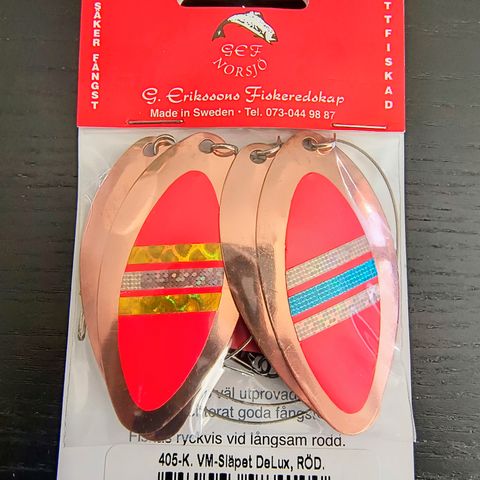 SÄKER FÅNGST
TTFISKAD
GEF
NORSJÖ
G. Erikssons Fiskeredskap
Made in Sweden · Tel. 073-044 98 87
väl utprovad
torat goda fångst
ryckvis vid långsam rodd.
405-K. VM-Släpet DeLux, RÖD.